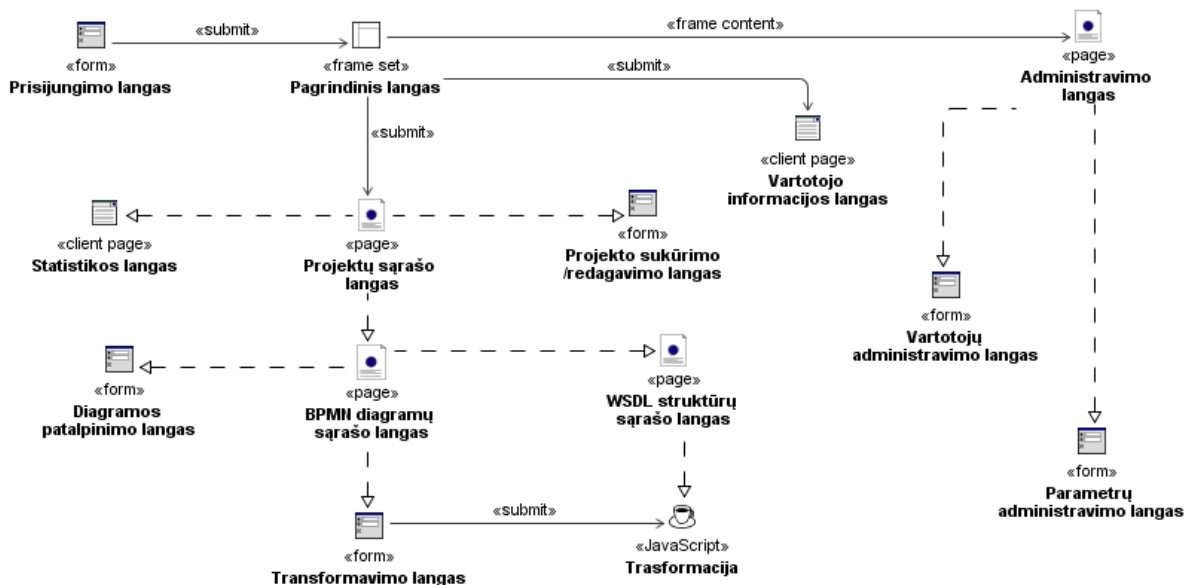 «submit»
«frame content»
«form»
Prisijungimo langas
«frame set»
Pagrindinis langas
«submit»
«page»
Administravimo
langas
«submit»
«client page»
Vartotojo
informacijos langas
«client page»
Statistikos langas
«page»
Projektų sąrašo
langas
«form»
Projekto sukūrimo
/redagavimo langas
«form»
Vartotojų
administravimo langas
«form»
Diagramos
patalpinimo langas
«page»
BPMN diagramų
sąrašo langas
«page»
WSDL struktūrų
sąrašo langas
«form»
Parametrų
administravimo langas
«submit»
«form»
Transformavimo langas
«JavaScript»
Trasformacija